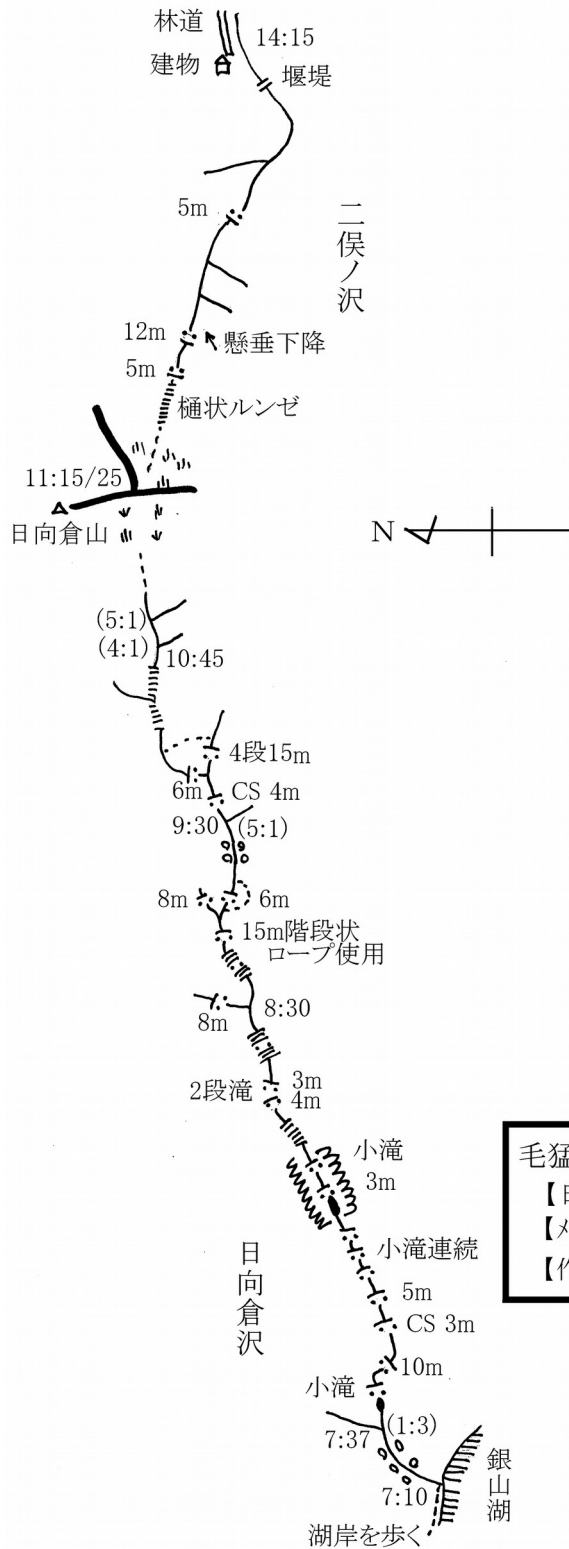 林道
14:15
建物
堰堤
二俣ノ沢
5m
12m
懸垂下降
5m
樋状ルンゼ
11:15/25
日向倉山
N
(5:1)
(4:1)
10:45
4段15m
6m
CS 4m
9:30
(5:1)
8m
6m
15m階段状
ロープ使用
8:30
8m
2段滝
3m
4m
小滝
3m
毛猛
【日
【メ
【作
小滝連続
日向倉沢
5m
CS 3m
10m
小滝
(1:3)
7:37
7:10
銀山湖
湖岸を歩く